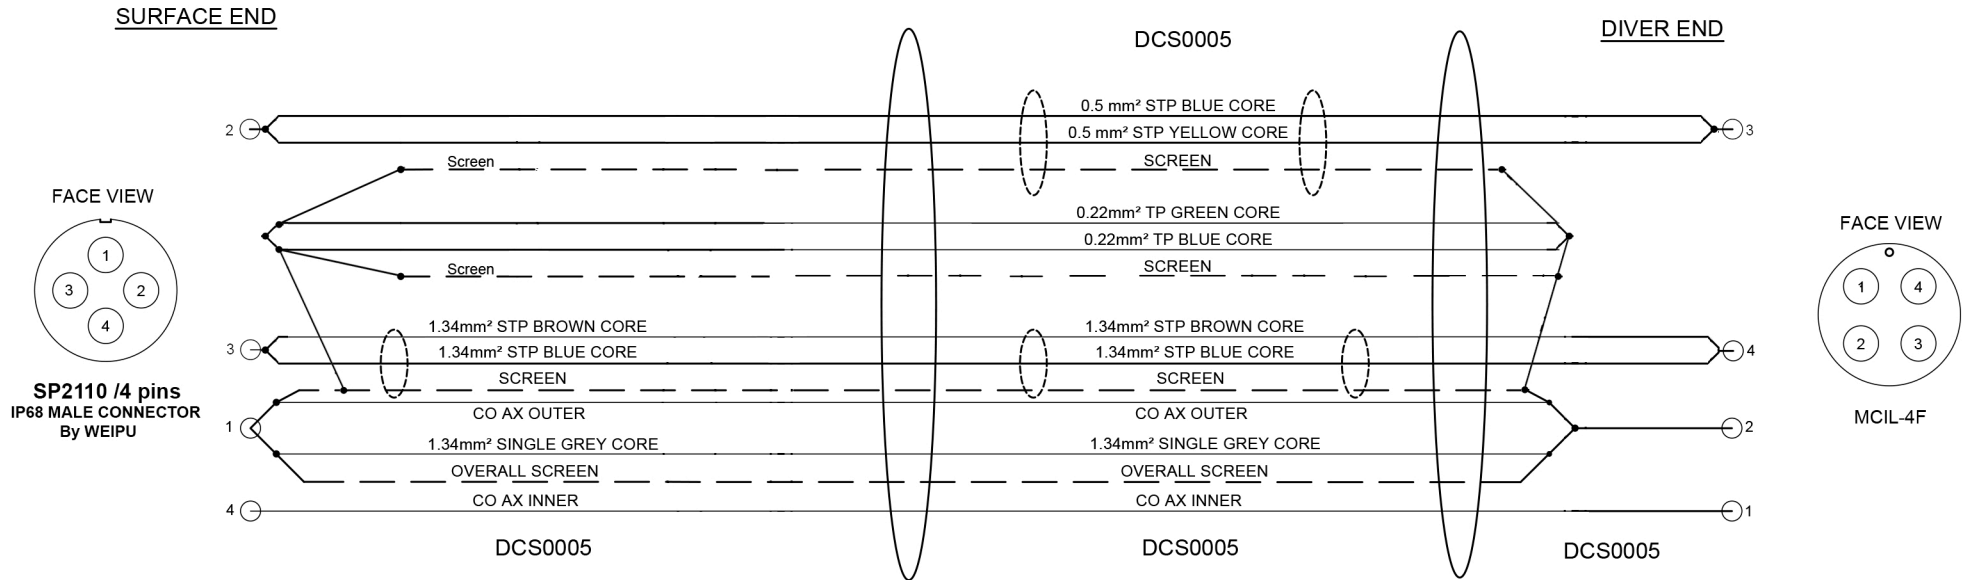 SURFACE END
DCS0005
DIVER END
0.5 mm² STP BLUE CORE
2
0.5 mm² STP YELLOW CORE
3
Screen
SCREEN
FACE VIEW
0.22mm² TP GREEN CORE
FACE VIEW
0.22mm² TP BLUE CORE
1
Screen
SCREEN
3
2
1
4
4
1.34mm² STP BROWN CORE
1.34mm² STP BROWN CORE
2
3
3
1.34mm² STP BLUE CORE
1.34mm² STP BLUE CORE
4
SCREEN
SCREEN
SP2110 /4 pins
IP68 MALE CONNECTOR
By WEIPU
CO AX OUTER
CO AX OUTER
MCIL-4F
1
2
1.34mm² SINGLE GREY CORE
1.34mm² SINGLE GREY CORE
OVERALL SCREEN
OVERALL SCREEN
CO AX INNER
CO AX INNER
4
1
DCS0005
DCS0005
DCS0005